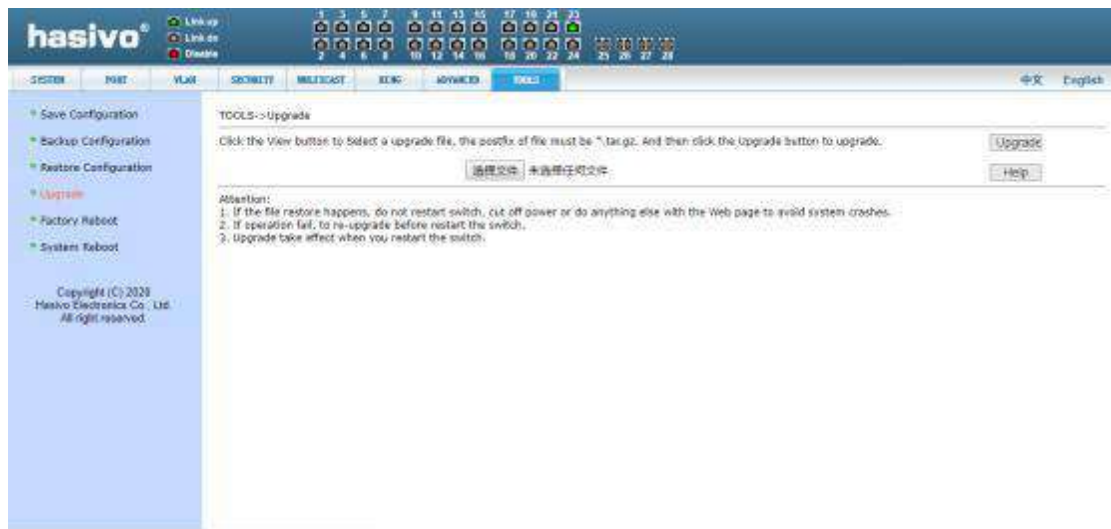 hasivo®
Link up
Link dn
Disable
1 3 5 7 9 11 13 15 17 19 21 23
2 4 6 8 10 12 14 16 18 20 22 24 25 26 27 28
SYSTEM PORT VLAN SECURITY MULTICAST RING ADVANCED TOOLS 中文 English
Save Configuration
Backup Configuration
Restore Configuration
Upgrade
Factory Reboot
System Reboot
Copyright (C) 2020
Hasivo Electronics Co., Ltd.
All right reserved.
TOOLS->Upgrade
Click the View button to Select a upgrade file, the postfix of file must be *.tar.gz. And then click the Upgrade button to upgrade.
Upgrade
选择文件 未选择任何文件
Help
Attention:
1. If the file restore happens, do not restart switch, cut off power or do anything else with the Web page to avoid system crashes.
2. If operation fail, to re-upgrade before restart the switch.
3. Upgrade take effect when you restart the switch.